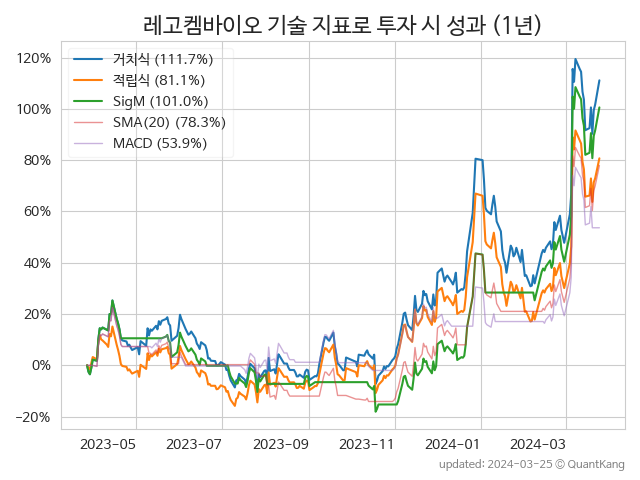 레고켐바이오 기술 지표로 투자 시 성과 (1년)
거치식 (111.7%)
적립식 (81.1%)
SigM (101.0%)
SMA(20) (78.3%)
MACD (53.9%)
120%
100%
80%
60%
40%
20%
0%
−20%
2023-05 2023-07 2023-09 2023-11 2024-01 2024-03
updated: 2024-03-25 © QuantKang